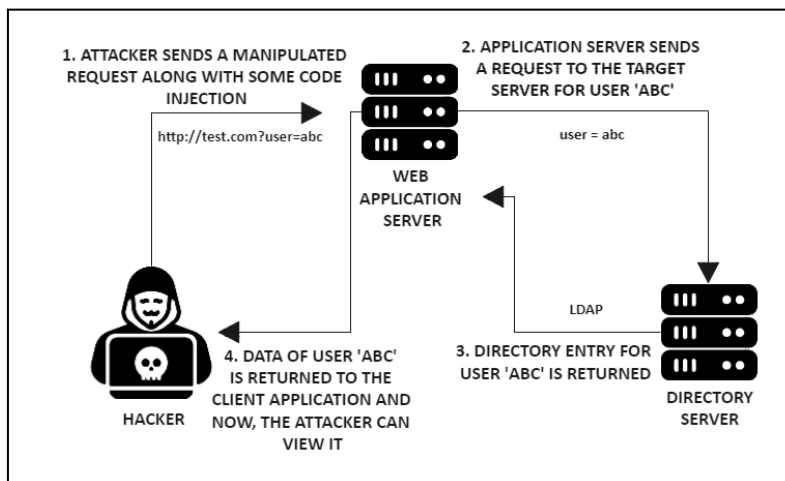 1. ATTACKER SENDS A MANIPULATED
REQUEST ALONG WITH SOME CODE
INJECTION
http://test.com?user=abc
WEB
APPLICATION
SERVER
2. APPLICATION SERVER SENDS
A REQUEST TO THE TARGET
SERVER FOR USER 'ABC'
user = abc
LDAP
3. DIRECTORY ENTRY FOR
USER 'ABC' IS RETURNED
DIRECTORY
SERVER
4. DATA OF USER 'ABC'
IS RETURNED TO THE
CLIENT APPLICATION AND
NOW, THE ATTACKER CAN
VIEW IT
HACKER